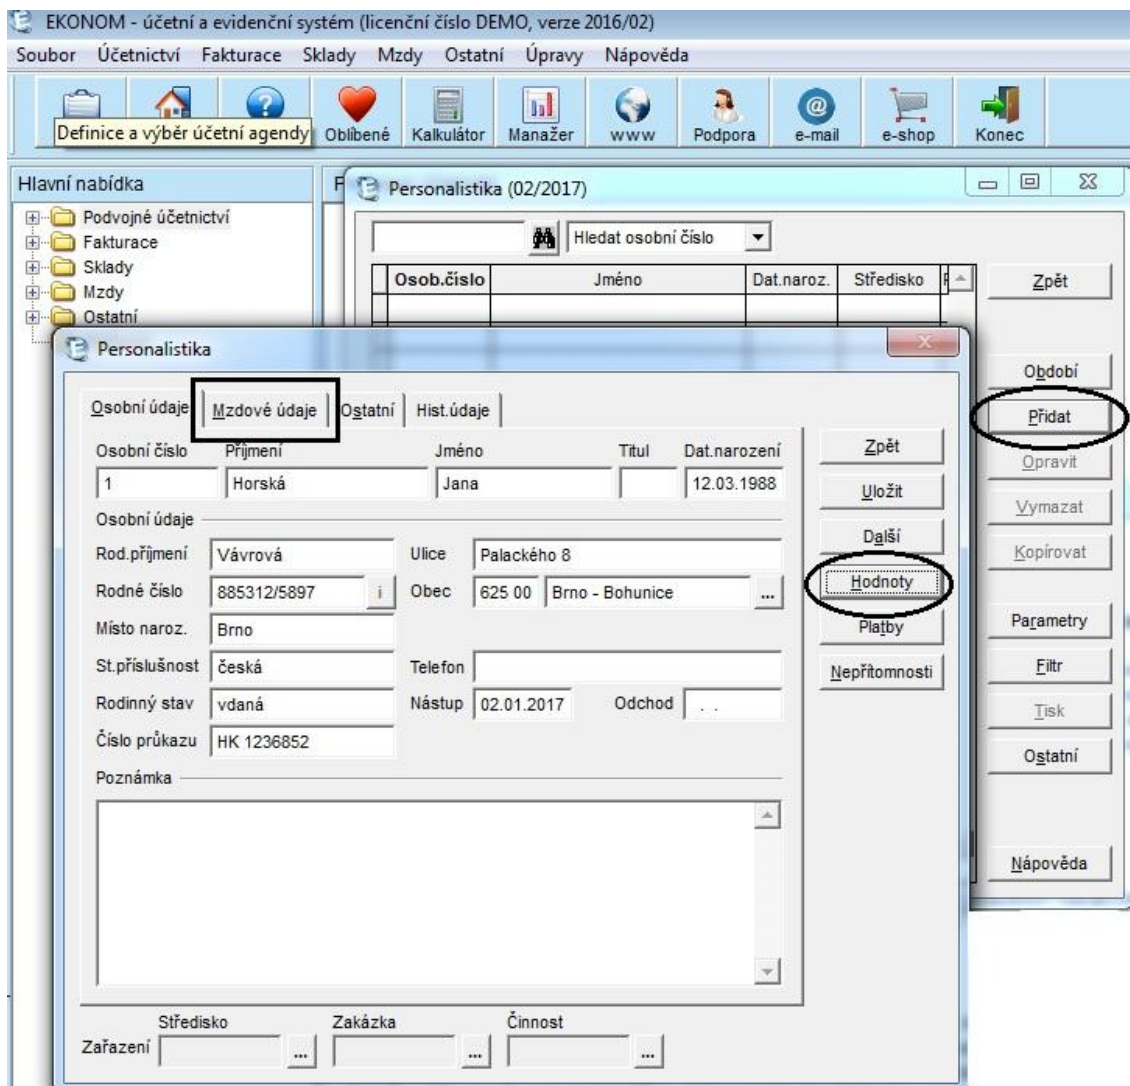 EKONOM - účetní a evidenční systém (licenční číslo DEMO, verze 2016/02)
Soubor Účetnictví Fakturace Sklady Mzdy Ostatní Úpravy Nápověda
Definice a výběr účetní agendy Oblíbené Kalkulátor Manažer www Podpora e-mail e-shop Konec
Hlavní nabídka
Podvojné účetnictví
Fakturace
Sklady
Mzdy
Ostatní
Personalistika (02/2017)
Hledat osobní číslo
Osob.číslo Jméno Dat.naroz. Středisko
Zpět
Období
Přidat
Opravit
Vymazat
Kopírovat
Parametry
Filtr
Tisk
Ostatní
Nápověda
Personalistika
Osobní údaje Mzdové údaje Ostatní Hist.údaje
Osobní číslo Příjmení Jméno Titul Dat.narození
1 Horská Jana 12.03.1988
Osobní údaje
Rod.příjmení Vávrová Ulice Palackého 8
Rodné číslo 885312/5897 i Obec 625 00 Brno - Bohunice ...
Místo naroz. Brno
St.příslušnost česká Telefon
Rodinný stav vdaná Nástup 02.01.2017 Odchod . .
Číslo průkazu HK 1236852
Poznámka
Zpět
Uložit
Další
Hodnoty
Platby
Nepřítomnosti
Středisko Zakázka Činnost
Zařazení ... ... ...